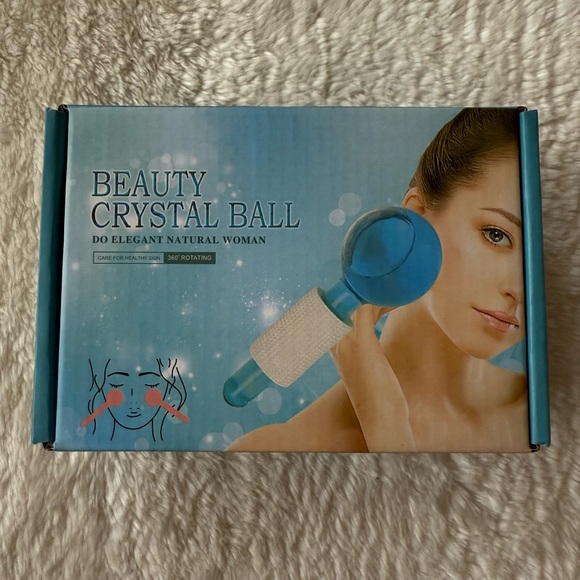 BEAUTY
CRYSTAL BALL
DO ELEGANT NATURAL WOMAN
CARE FOR HEALTHY SKIN 360° ROTATING